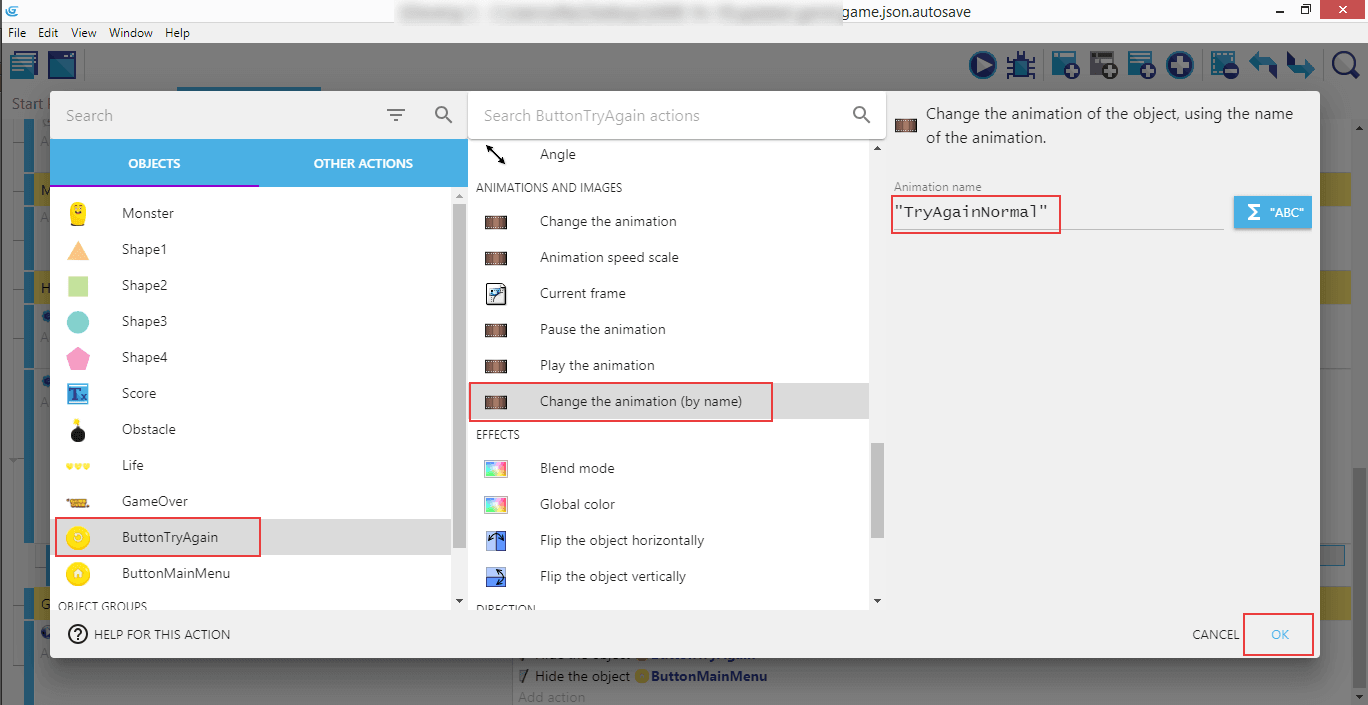 game.json.autosave
File Edit View Window Help
Start
Search
Search ButtonTryAgain actions
OBJECTS
OTHER ACTIONS
Monster
Shape1
Shape2
Shape3
Shape4
Score
Obstacle
Life
GameOver
ButtonTryAgain
ButtonMainMenu
OBJECT GROUPS
Angle
ANIMATIONS AND IMAGES
Change the animation
Animation speed scale
Current frame
Pause the animation
Play the animation
Change the animation (by name)
EFFECTS
Blend mode
Global color
Flip the object horizontally
Flip the object vertically
DIRECTION
Change the animation of the object, using the name
of the animation.
Animation name
"TryAgainNormal"
"ABC"
HELP FOR THIS ACTION
CANCEL
OK
Hide the object ButtonTryAgain
Hide the object ButtonMainMenu
Add action